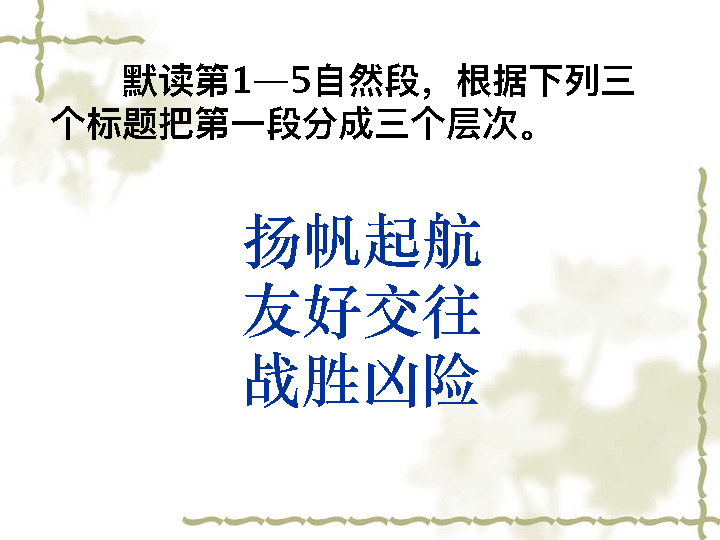 默读第1—5自然段，根据下列三
个标题把第一段分成三个层次。
扬帆起航
友好交往
战胜凶险